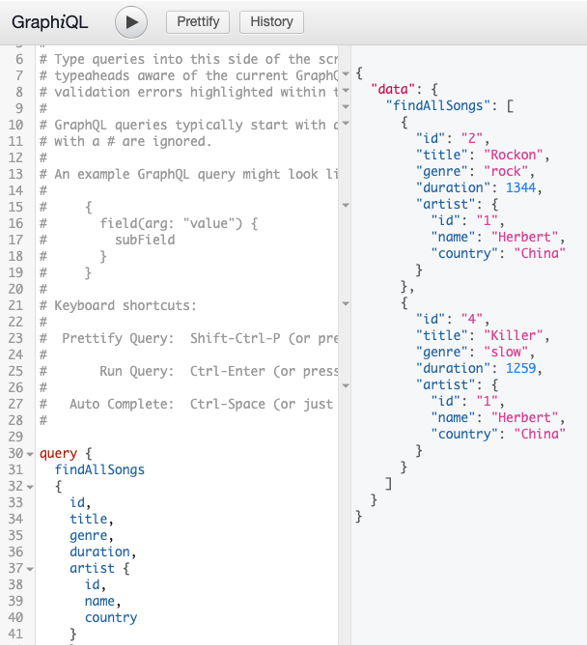 GraphiQL Prettify History
6 # Type queries into this side of the scr
7 # typeaheads aware of the current GraphQ
8 # validation errors highlighted within t
9 #
10 # GraphQL queries typically start with a
11 # with a # are ignored.
12 #
13 # An example GraphQL query might look li
14 #
15 # {
16 # field(arg: "value") {
17 # subField
18 # }
19 # }
20 #
21 # Keyboard shortcuts:
22 #
23 # Prettify Query: Shift-Ctrl-P (or pre
24 #
25 # Run Query: Ctrl-Enter (or press
26 #
27 # Auto Complete: Ctrl-Space (or just
28 #
29
30 query {
31 findAllSongs
32 {
33 id,
34 title,
35 genre,
36 duration,
37 artist {
38 id,
39 name,
40 country
41 }
{
"data": {
"findAllSongs": [
{
"id": "2",
"title": "Rockon",
"genre": "rock",
"duration": 1344,
"artist": {
"id": "1",
"name": "Herbert",
"country": "China"
}
},
{
"id": "4",
"title": "Killer",
"genre": "slow",
"duration": 1259,
"artist": {
"id": "1",
"name": "Herbert",
"country": "China"
}
}
]
}
}